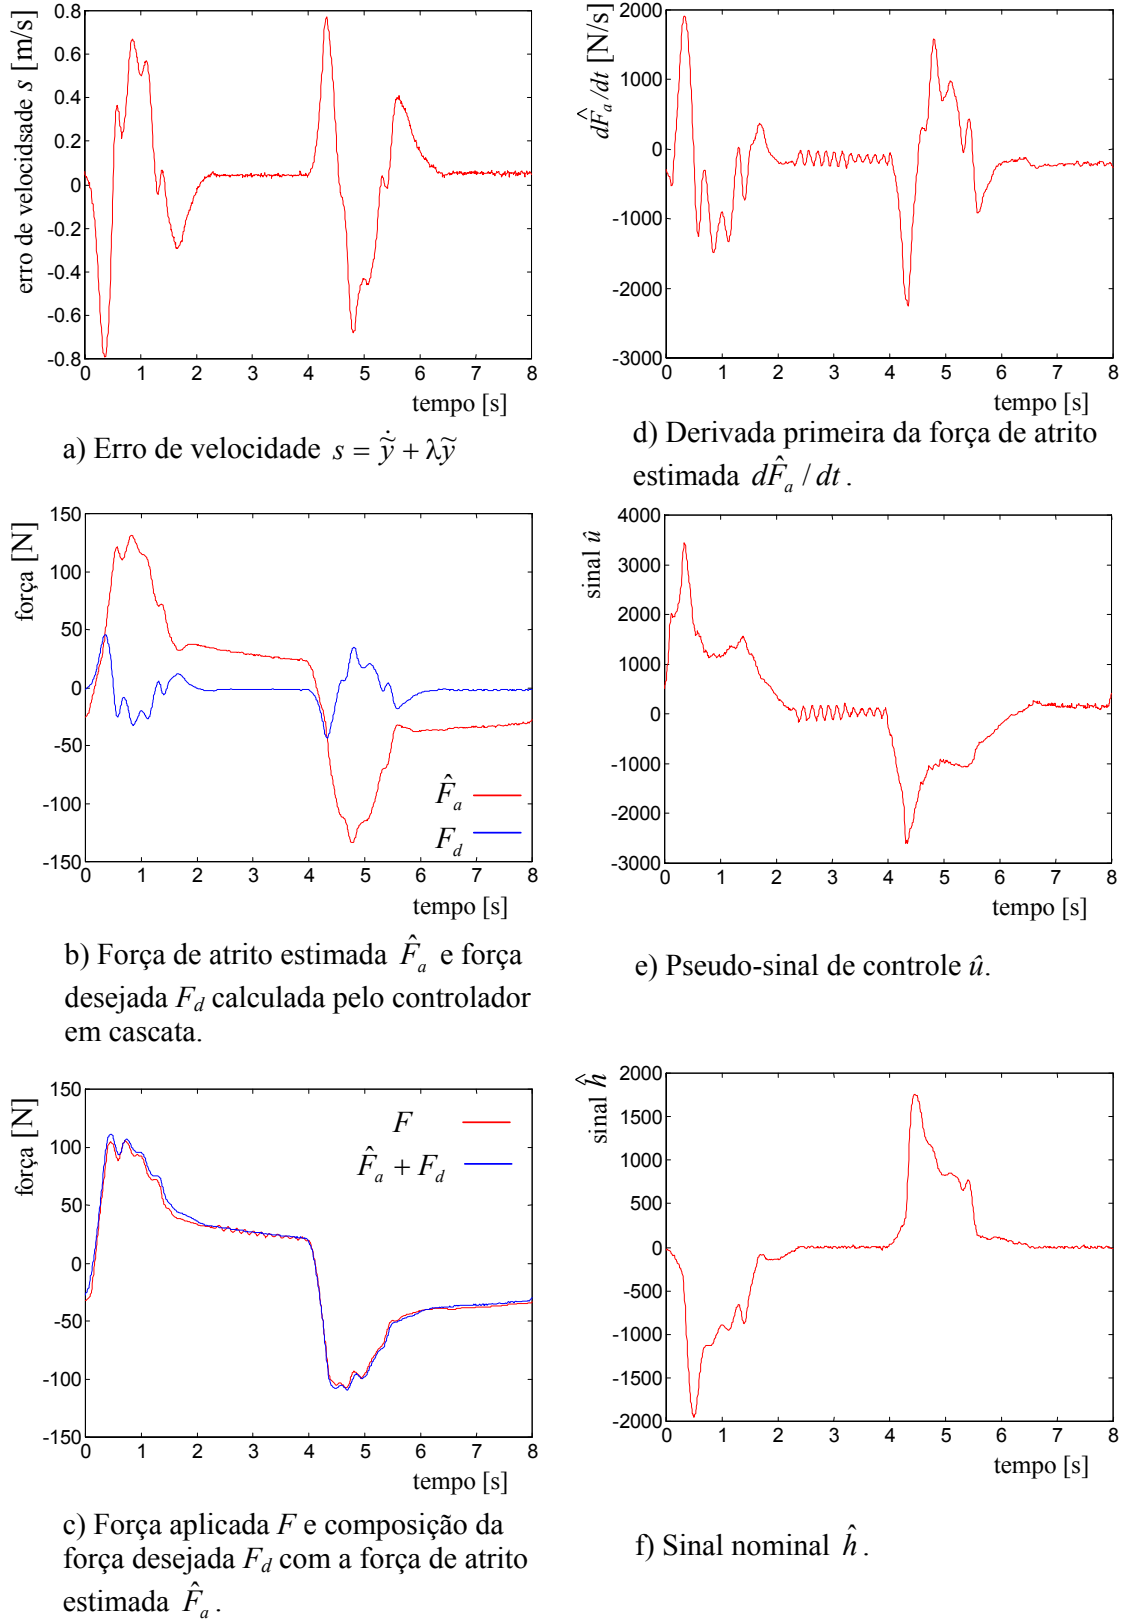 erro de velocidsade s [m/s]
0.8
0.6
0.4
0.2
0
-0.2
-0.4
-0.6
-0.8
0 1 2 3 4 5 6 7 8
tempo [s]
a) Erro de velocidade s = ẏ̃ + λỹ
dF̂ₐ/dt [N/s]
2000
1000
0
-1000
-2000
-3000
0 1 2 3 4 5 6 7 8
tempo [s]
d) Derivada primeira da força de atrito
estimada dF̂ₐ / dt .
força [N]
150
100
50
0
-50
-100
-150
F̂ₐ
F_d
0 1 2 3 4 5 6 7 8
tempo [s]
b) Força de atrito estimada F̂ₐ e força
desejada F_d calculada pelo controlador
em cascata.
sinal û
4000
3000
2000
1000
0
-1000
-2000
-3000
0 1 2 3 4 5 6 7 8
tempo [s]
e) Pseudo-sinal de controle û.
força [N]
150
100
50
0
-50
-100
-150
F
F̂ₐ + F_d
0 1 2 3 4 5 6 7 8
tempo [s]
c) Força aplicada F e composição da
força desejada F_d com a força de atrito
estimada F̂ₐ .
sinal ĥ
2000
1500
1000
500
0
-500
-1000
-1500
-2000
0 1 2 3 4 5 6 7 8
tempo [s]
f) Sinal nominal ĥ .